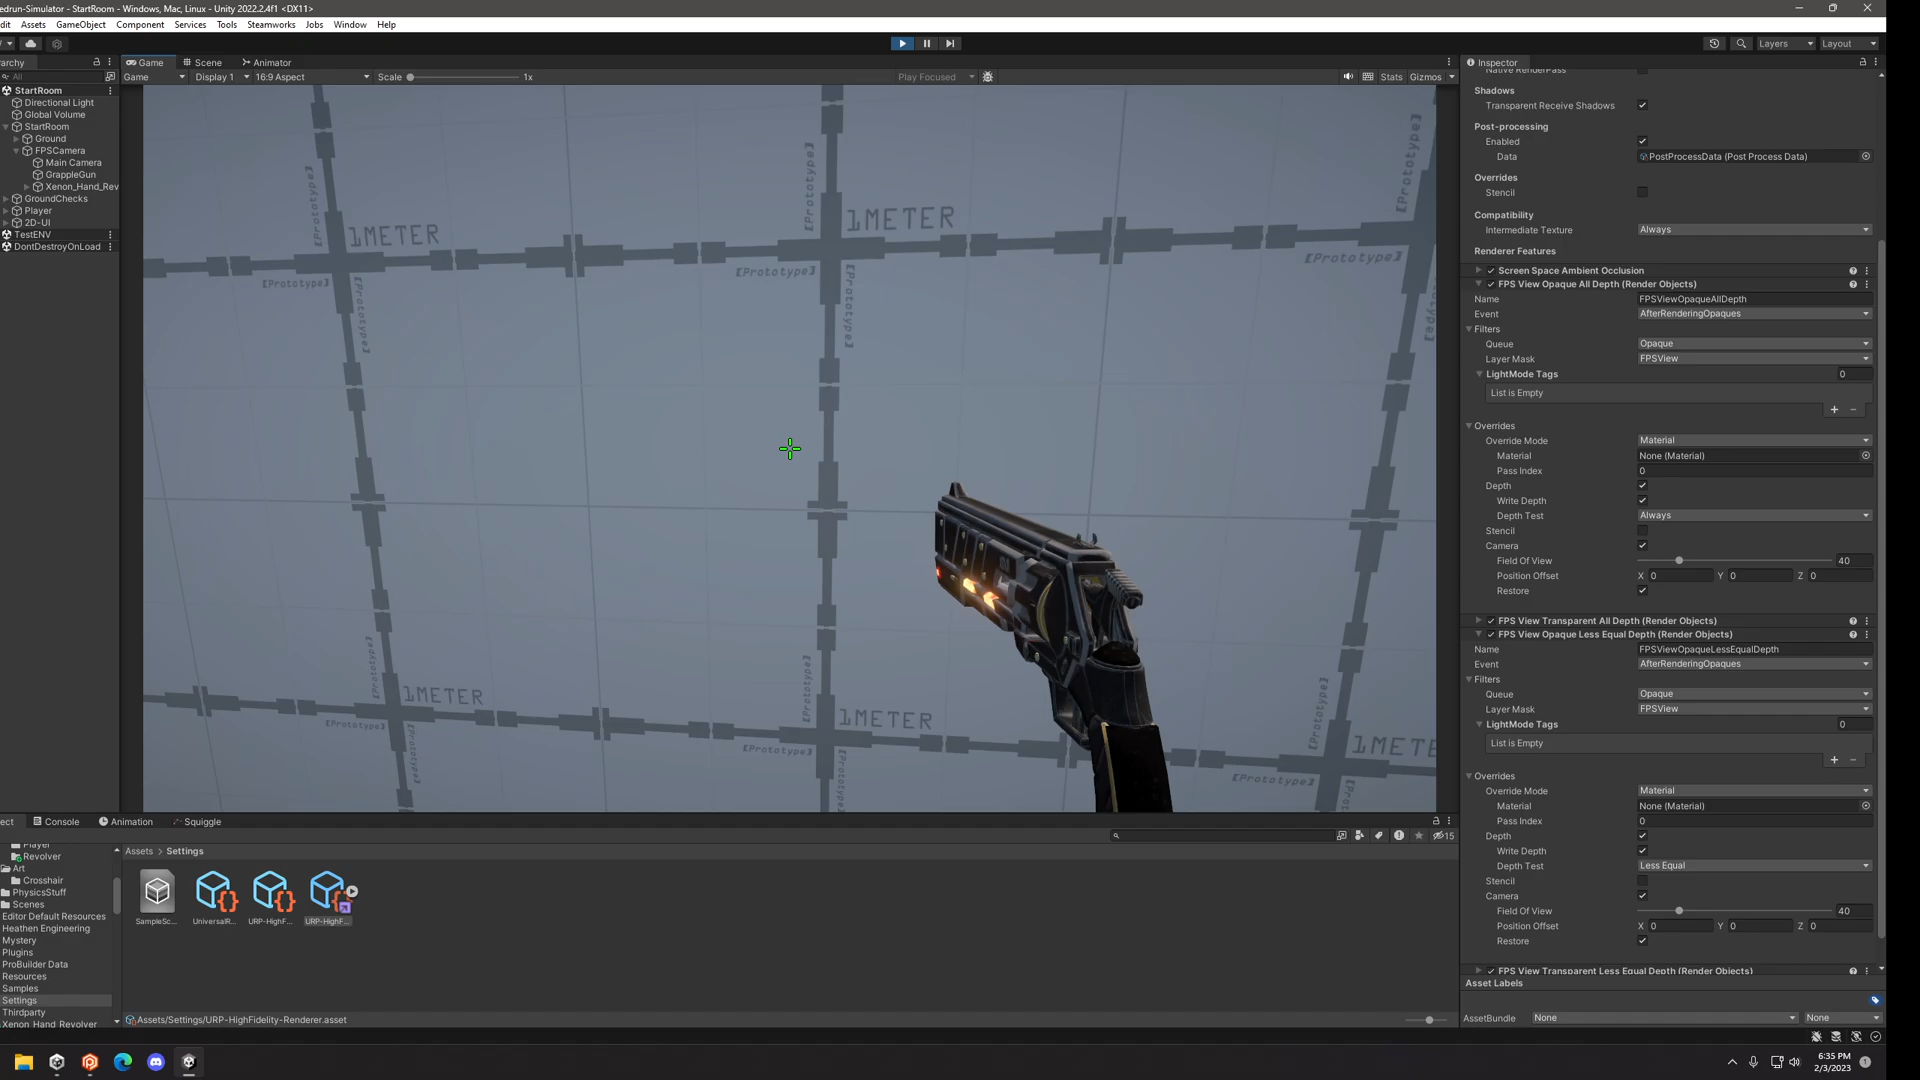 edrun-Simulator - StartRoom - Windows, Mac, Linux - Unity 2022.2.4f1 <DX11>
dit Assets GameObject Component Services Tools Steamworks Jobs Window Help
Layers Layout
rarchy
Game Scene Animator
Inspector
All
Game Display 1 16:9 Aspect Scale 1x Play Focused Stats Gizmos
StartRoom
Directional Light
Global Volume
StartRoom
Ground
FPSCamera
Main Camera
GrappleGun
Xenon_Hand_Rev
GroundChecks
Player
2D-UI
TestENV
DontDestroyOnLoad
1METER
1METER
[Prototype]
[Prototype]
[Prototype]
[Prototype]
[Prototype]
[Prototype]
[Prototype]
[Prototype]
1METER
1METER
1METE
[Prototype]
[Prototype]
[Prototype]
[Prototype]
[Prototype]
[Prototype]
[Prototype]
Native RenderPass
Shadows
Transparent Receive Shadows
Post-processing
Enabled
Data PostProcessData (Post Process Data)
Overrides
Stencil
Compatibility
Intermediate Texture Always
Renderer Features
Screen Space Ambient Occlusion
FPS View Opaque All Depth (Render Objects)
Name FPSViewOpaqueAllDepth
Event AfterRenderingOpaques
Filters
Queue Opaque
Layer Mask FPSView
LightMode Tags 0
List is Empty
+ −
Overrides
Override Mode Material
Material None (Material)
Pass Index 0
Depth
Write Depth
Depth Test Always
Stencil
Camera
Field Of View 40
Position Offset X 0 Y 0 Z 0
Restore
FPS View Transparent All Depth (Render Objects)
FPS View Opaque Less Equal Depth (Render Objects)
Name FPSViewOpaqueLessEqualDepth
Event AfterRenderingOpaques
Filters
Queue Opaque
Layer Mask FPSView
LightMode Tags 0
List is Empty
+ −
Overrides
Override Mode Material
Material None (Material)
Pass Index 0
Depth
Write Depth
Depth Test Less Equal
Stencil
Camera
Field Of View 40
Position Offset X 0 Y 0 Z 0
Restore
FPS View Transparent Less Equal Depth (Render Objects)
Asset Labels
AssetBundle None None
ect Console Animation Squiggle
15
Player
Revolver
Art
Crosshair
PhysicsStuff
Scenes
Editor Default Resources
Heathen Engineering
Mystery
Plugins
ProBuilder Data
Resources
Samples
Settings
Thirdparty
Xenon Hand Revolver
Assets > Settings
SampleSc... UniversalR... URP-HighF... URP-HighF...
Assets/Settings/URP-HighFidelity-Renderer.asset
6:35 PM
2/3/2023
1